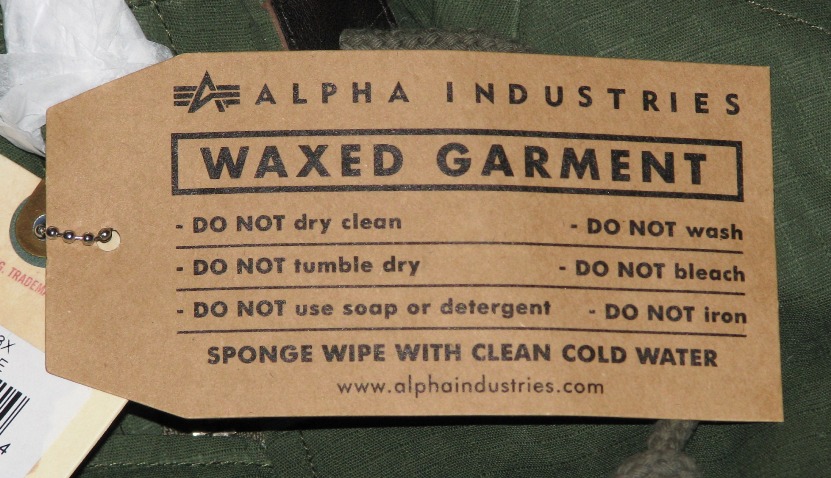 ALPHA INDUSTRIES
WAXED GARMENT
- DO NOT dry clean - DO NOT wash
- DO NOT tumble dry - DO NOT bleach
- DO NOT use soap or detergent - DO NOT iron
SPONGE WIPE WITH CLEAN COLD WATER
www.alphaindustries.com
4